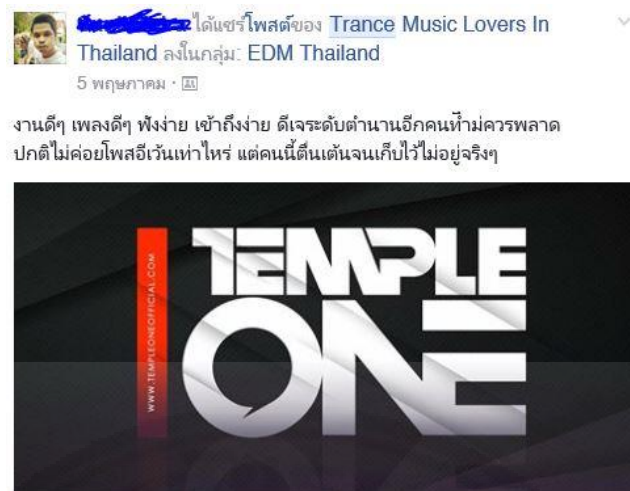 ได้แชร์โพสต์ของ Trance Music Lovers In
Thailand ลงในกลุ่ม: EDM Thailand
5 พฤษภาคม ·
งานดีๆ เพลงดีๆ ฟังง่าย เข้าถึงง่าย ดีเจระดับตำนานอีกคนที่ไม่ควรพลาด
ปกติไม่ค่อยโพสอีเว้นเท่าไหร่ แต่คนนี้ตื่นเต้นจนเก็บไว้ไม่อยู่จริงๆ
WWW.TEMPLEONEOFFICIAL.COM
TEMPLE
ONE